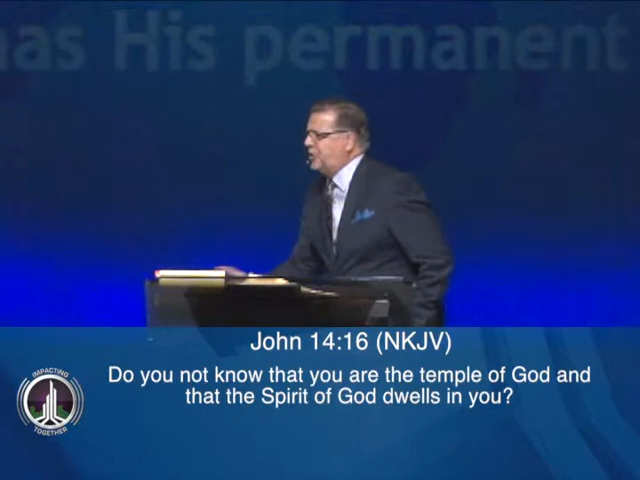 has His permanent
John 14:16 (NKJV)
Do you not know that you are the temple of God and
that the Spirit of God dwells in you?
IMPACTING
TOGETHER